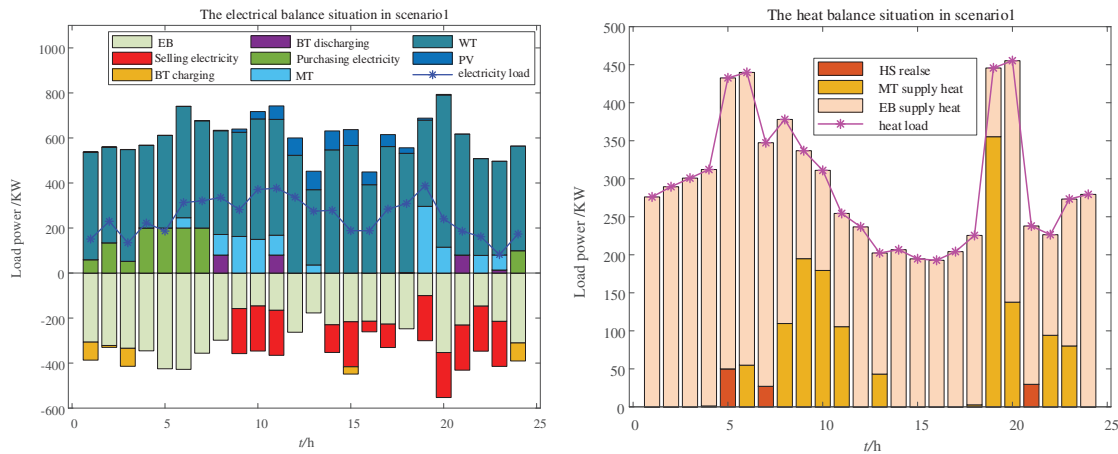 The electrical balance situation in scenario1
1000
800
600
400
200
0
-200
-400
-600
0
5
10
15
20
25
Load power /KW
t/h
EB
Selling electricity
BT charging
BT discharging
Purchasing electricity
MT
WT
PV
electricity load
The heat balance situation in scenario1
450
400
350
300
250
200
150
100
50
0
0
5
10
15
20
25
Load power /KW
t/h
HS realse
MT supply heat
EB supply heat
heat load
500